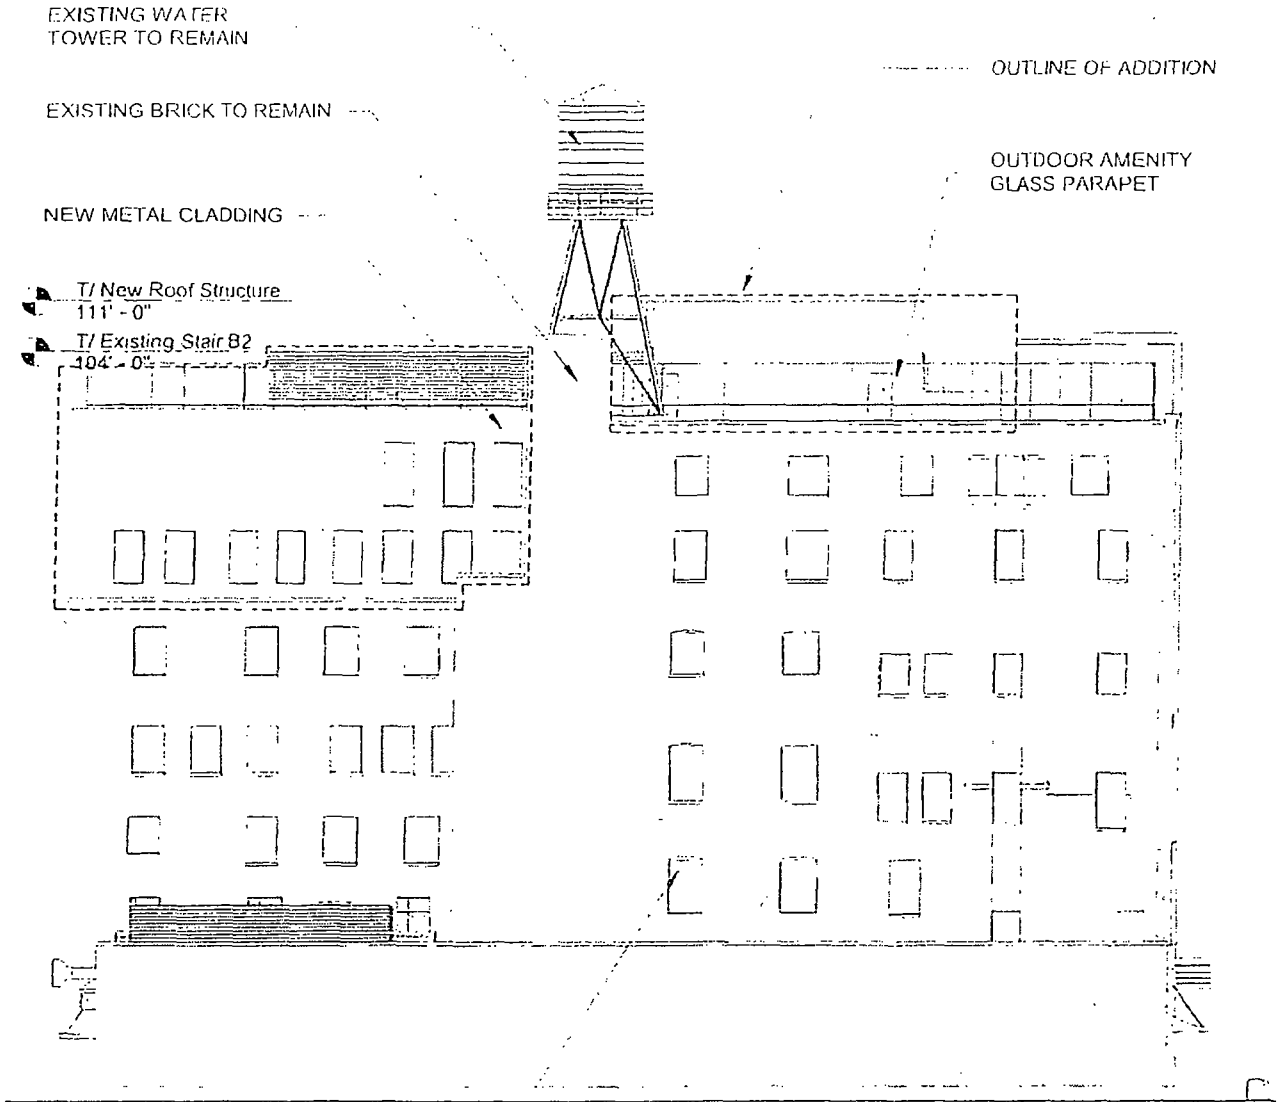 EXISTING WATER
TOWER TO REMAIN
OUTLINE OF ADDITION
EXISTING BRICK TO REMAIN
OUTDOOR AMENITY
GLASS PARAPET
NEW METAL CLADDING
T/ New Roof Structure
111' - 0"
T/ Existing Stair B2
104' - 0"